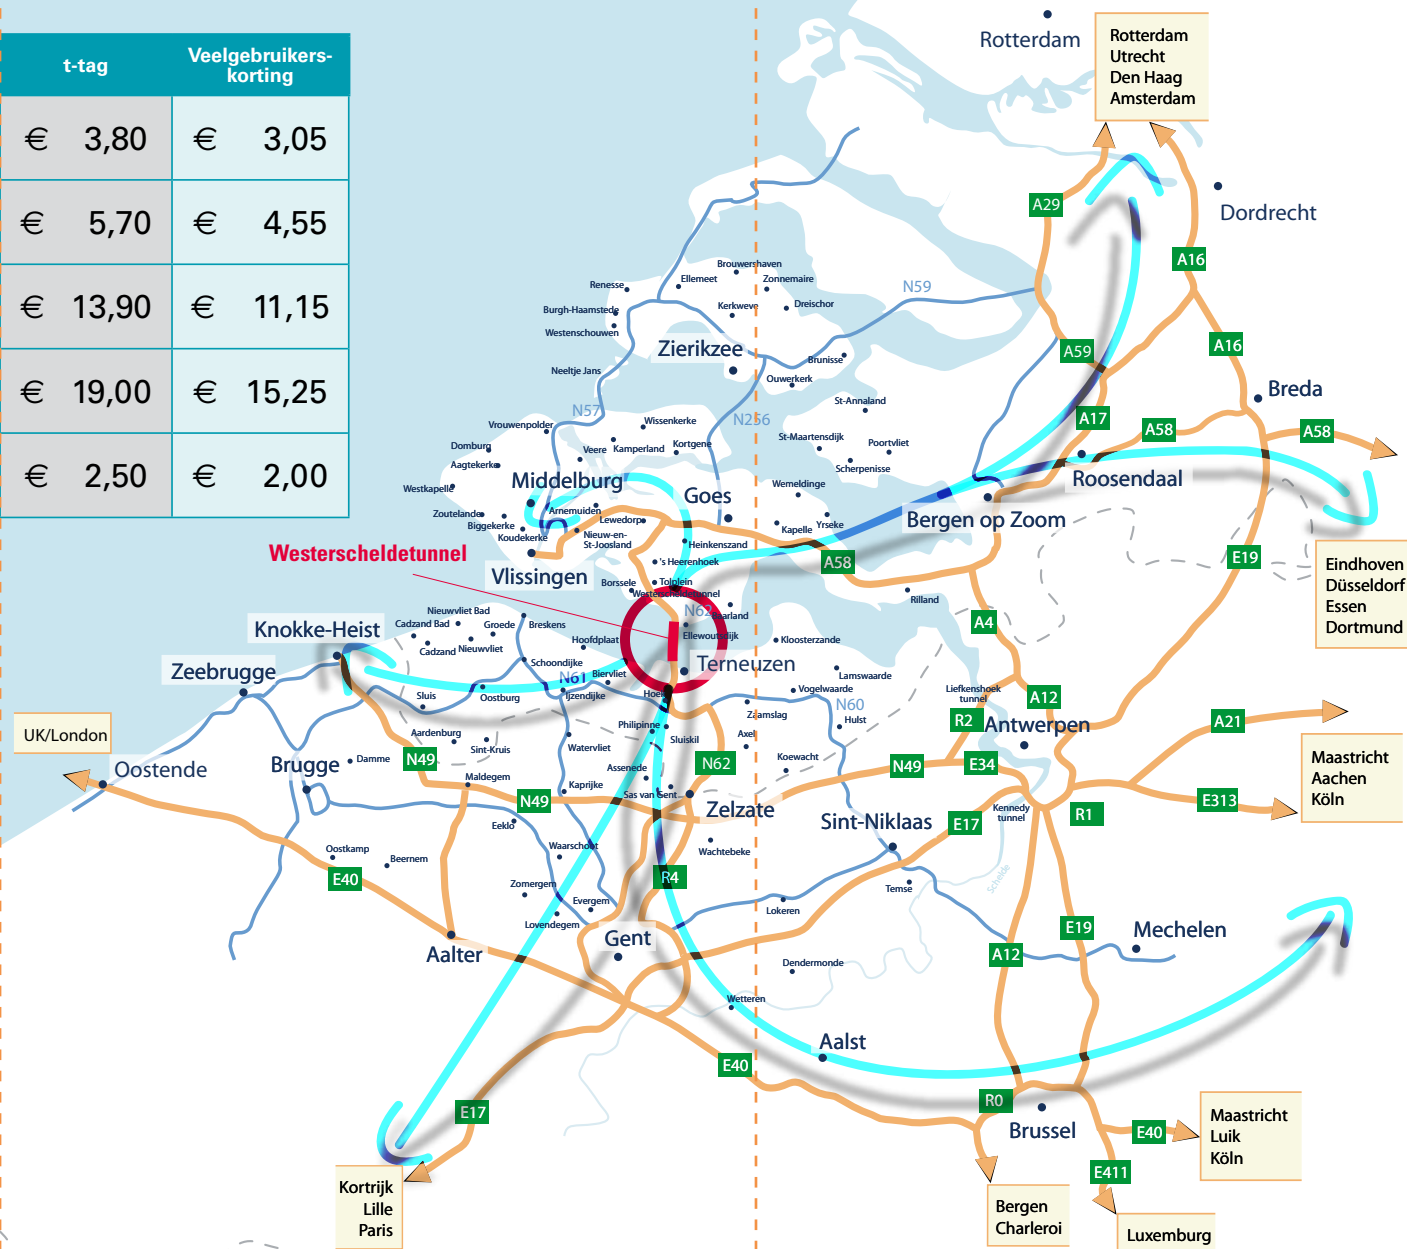 t-tag
Veelgebruikers-
korting
€ 3,80
€ 3,05
€ 5,70
€ 4,55
€ 13,90
€ 11,15
€ 19,00
€ 15,25
€ 2,50
€ 2,00
Rotterdam
Rotterdam
Utrecht
Den Haag
Amsterdam
A29
Dordrecht
A16
Brouwershaven
Ellemeet
Zonnemaire
Renesse
N59
Dreischor
Kerkweve
Burgh-Haamstede
Westenschouwen
Zierikzee
A59
A16
Brunisse
Neeltje Jans
Ouwerkerk
Breda
St-Annaland
N57
N256
A17
Wissenkerke
Vrouwenpolder
A58
A58
St-Maartensdijk
Poortvliet
Domburg
Veere
Kamperland
Kortgene
Aagtekerke
Scherpenisse
Middelburg
Roosendaal
Westkapelle
Wemeldinge
Goes
Arnemuiden
Zoutelande
Lewedorp
Biggekerke
Bergen op Zoom
Kapelle
Yrseke
Koudekerke
Nieuw-en-
St-Joosland
Heinkenszand
Westerscheldetunnel
A58
E19
's Heerenhoek
Vlissingen
Borssele
Tolplein
Westerscheldetunnel
Eindhoven
Düsseldorf
Essen
Dortmund
Rilland
N62
Baarland
Nieuwvliet Bad
Cadzand Bad
Groede
Breskens
A4
Knokke-Heist
Hoofdplaat
Ellewoutsdijk
Kloosterzande
Cadzand
Nieuwvliet
Schoondijke
Terneuzen
Zeebrugge
N61
Biervliet
Lamswaarde
Sluis
Oostburg
IJzendijke
Hoek
Vogelwaarde
Liefkenshoek
tunnel
A12
N60
Zaamslag
Hulst
R2
Antwerpen
A21
UK/London
Aardenburg
Philipinne
Sluiskil
Axel
Sint-Kruis
Watervliet
Damme
N49
Oostende
Brugge
Assenede
N62
Koewacht
N49
E34
Maastricht
Aachen
Köln
Maldegem
Kaprijke
Sas van Gent
N49
Zelzate
E313
Kennedy
tunnel
R1
Eeklo
Sint-Niklaas
E17
Oostkamp
Beernem
Waarschoot
Wachtebeke
E40
R4
Schelde
Zomergem
Temse
Evergem
Lokeren
Lovendegem
E19
Mechelen
Aalter
Gent
A12
Dendermonde
Wetteren
Aalst
E40
E17
R0
Brussel
E40
Maastricht
Luik
Köln
E411
Kortrijk
Lille
Paris
Bergen
Charleroi
Luxemburg